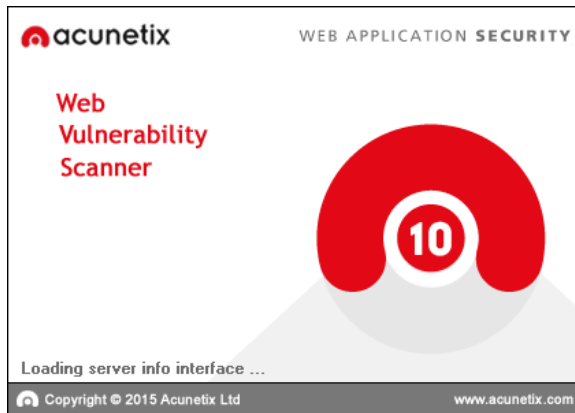 acunetix
WEB APPLICATION SECURITY
Web
Vulnerability
Scanner
10
Loading server info interface ...
Copyright © 2015 Acunetix Ltd
www.acunetix.com